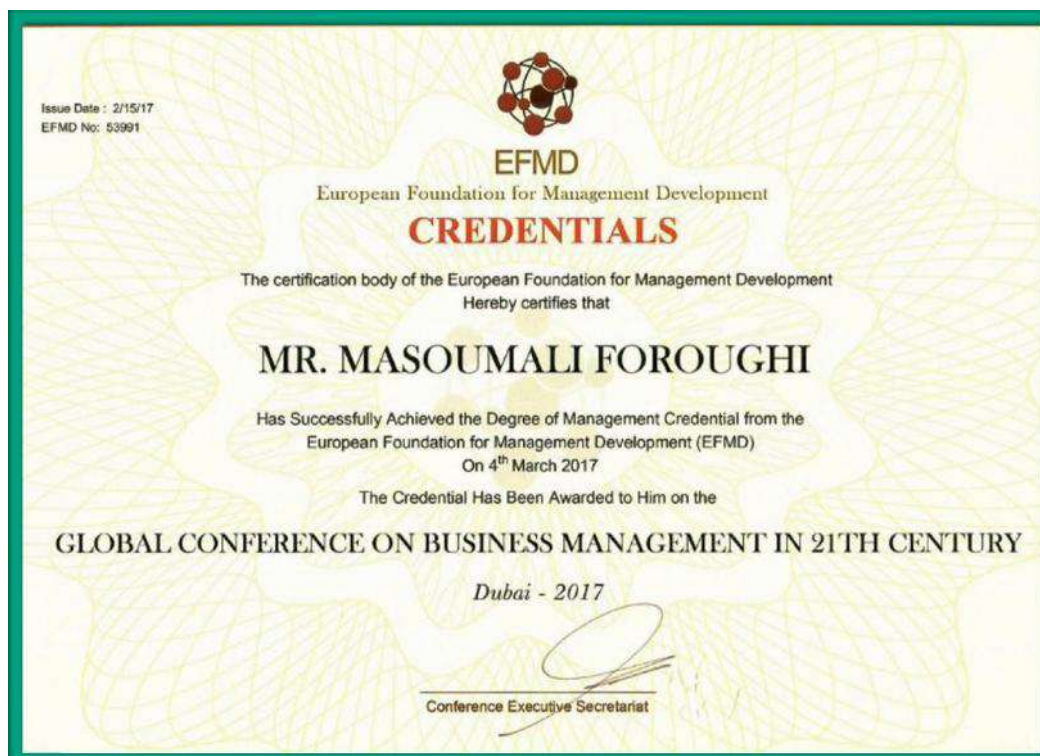 Issue Date : 2/15/17
EFMD No: 53991
EFMD
European Foundation for Management Development
CREDENTIALS
The certification body of the European Foundation for Management Development
Hereby certifies that
MR. MASOUMALI FOROUGHI
Has Successfully Achieved the Degree of Management Credential from the
European Foundation for Management Development (EFMD)
On 4th March 2017
The Credential Has Been Awarded to Him on the
GLOBAL CONFERENCE ON BUSINESS MANAGEMENT IN 21TH CENTURY
Dubai - 2017
Conference Executive Secretariat